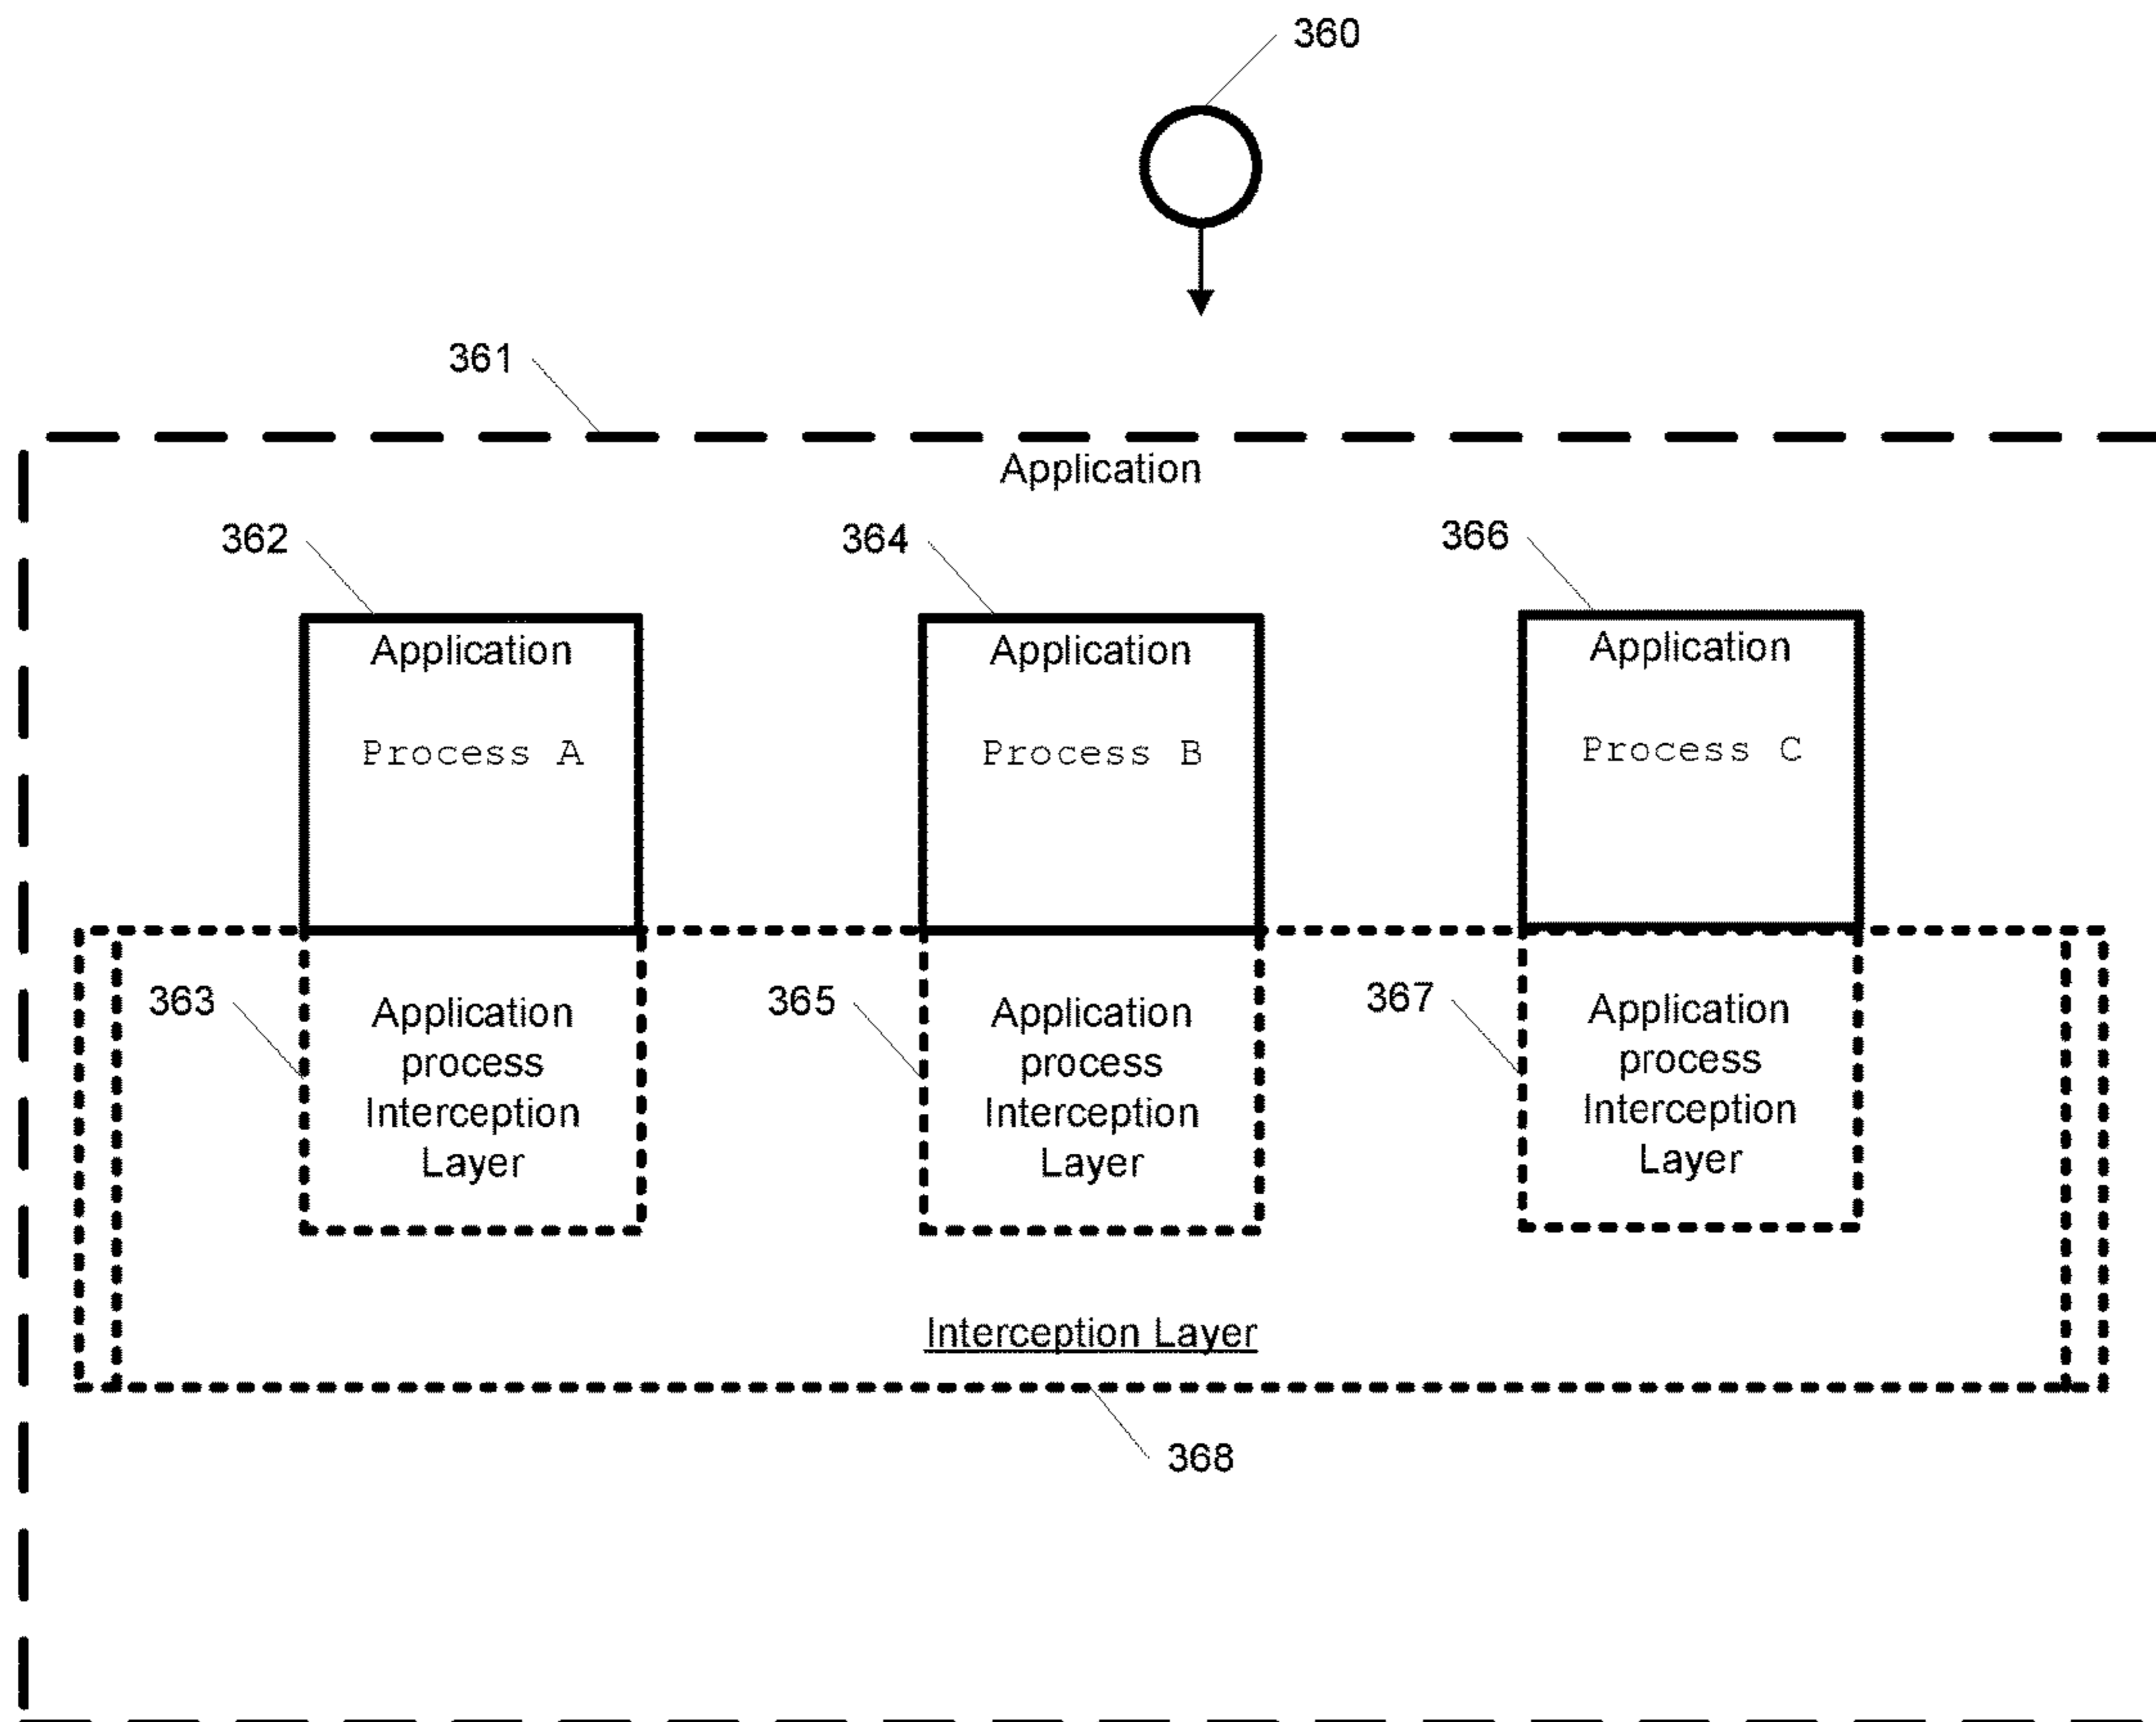 360
361
Application
362
364
366
Application
Application
Application
Process A
Process B
Process C
363
365
367
Application
process
Interception
Layer
Application
process
Interception
Layer
Application
process
Interception
Layer
Interception Layer
368